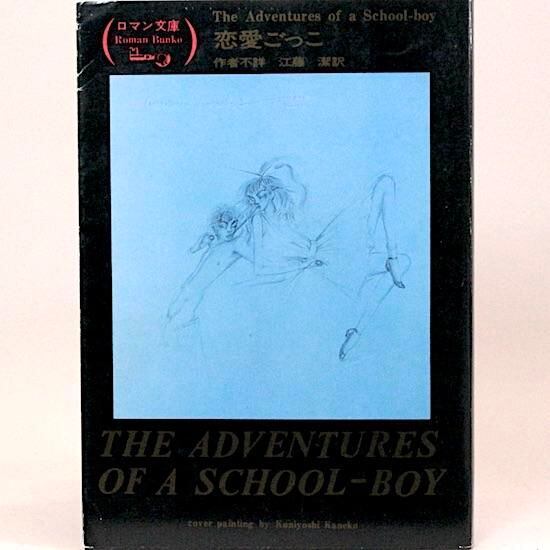 ロマン文庫
Roman Bunko
The Adventures of a School-boy
恋愛ごっこ
作者不詳 江藤 潔訳
THE ADVENTURES
OF A SCHOOL-BOY
cover painting by Kuniyoshi Kaneko